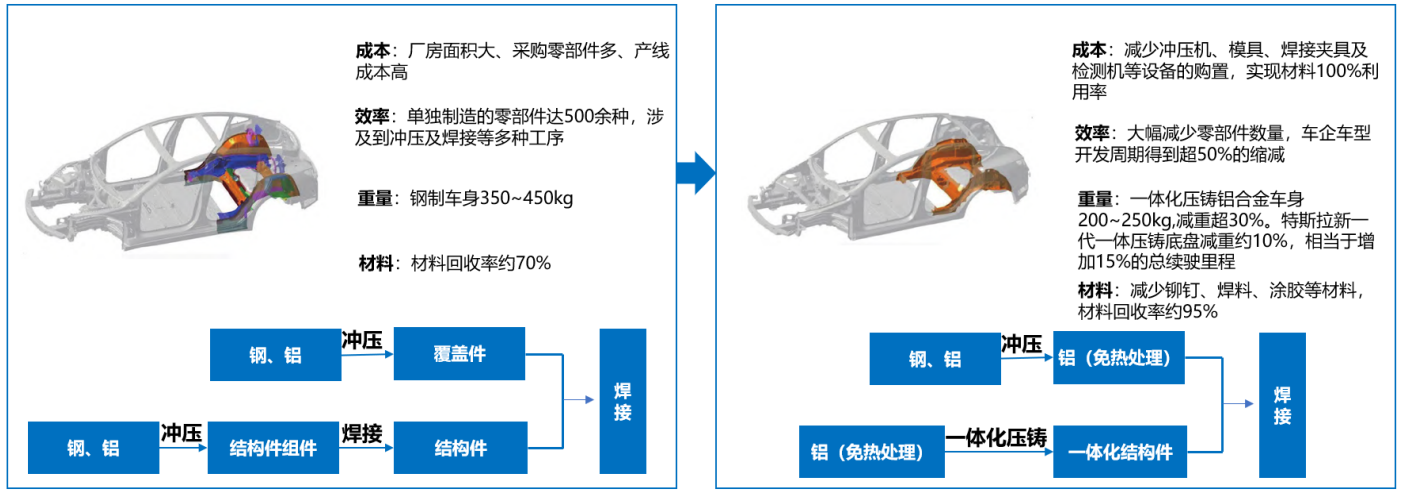 成本：厂房面积大、采购零部件多、产线
成本高
效率：单独制造的零部件达500余种，涉
及到冲压及焊接等多种工序
重量：钢制车身350~450kg
材料：材料回收率约70%
钢、铝
冲压
覆盖件
钢、铝
冲压
结构件组件
焊接
结构件
焊
接
成本：减少冲压机、模具、焊接夹具及
检测机等设备的购置，实现材料100%利
用率
效率：大幅减少零部件数量，车企车型
开发周期得到超50%的缩减
重量：一体化压铸铝合金车身
200~250kg,减重超30%。特斯拉新一
代一体压铸底盘减重约10%，相当于增
加15%的总续驶里程
材料：减少铆钉、焊料、涂胶等材料，
材料回收率约95%
钢、铝
冲压
铝（免热处理）
铝（免热处理）
一体化压铸
一体化结构件
焊
接